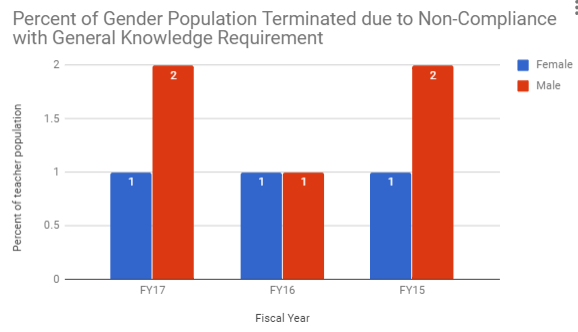 Percent of Gender Population Terminated due to Non-Compliance
with General Knowledge Requirement
Female
Male
Percent of teacher population
2
1.5
1
0.5
0
1
2
1
1
1
2
FY17
FY16
FY15
Fiscal Year